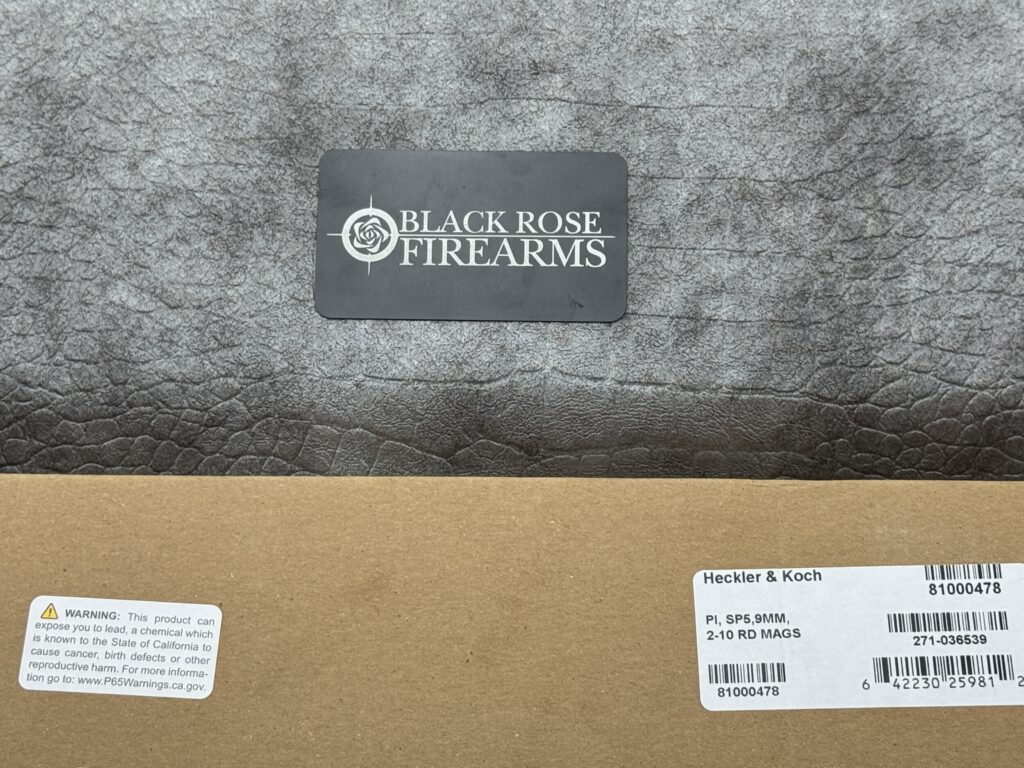 BLACK ROSE
FIREARMS
WARNING: This product can
expose you to lead, a chemical which
is known to the State of California to
cause cancer, birth defects or other
reproductive harm. For more informa-
tion go to: www.P65Warnings.ca.gov.
Heckler & Koch
81000478
PI, SP5,9MM,
2-10 RD MAGS
271-036539
81000478
6 42230 25981 2